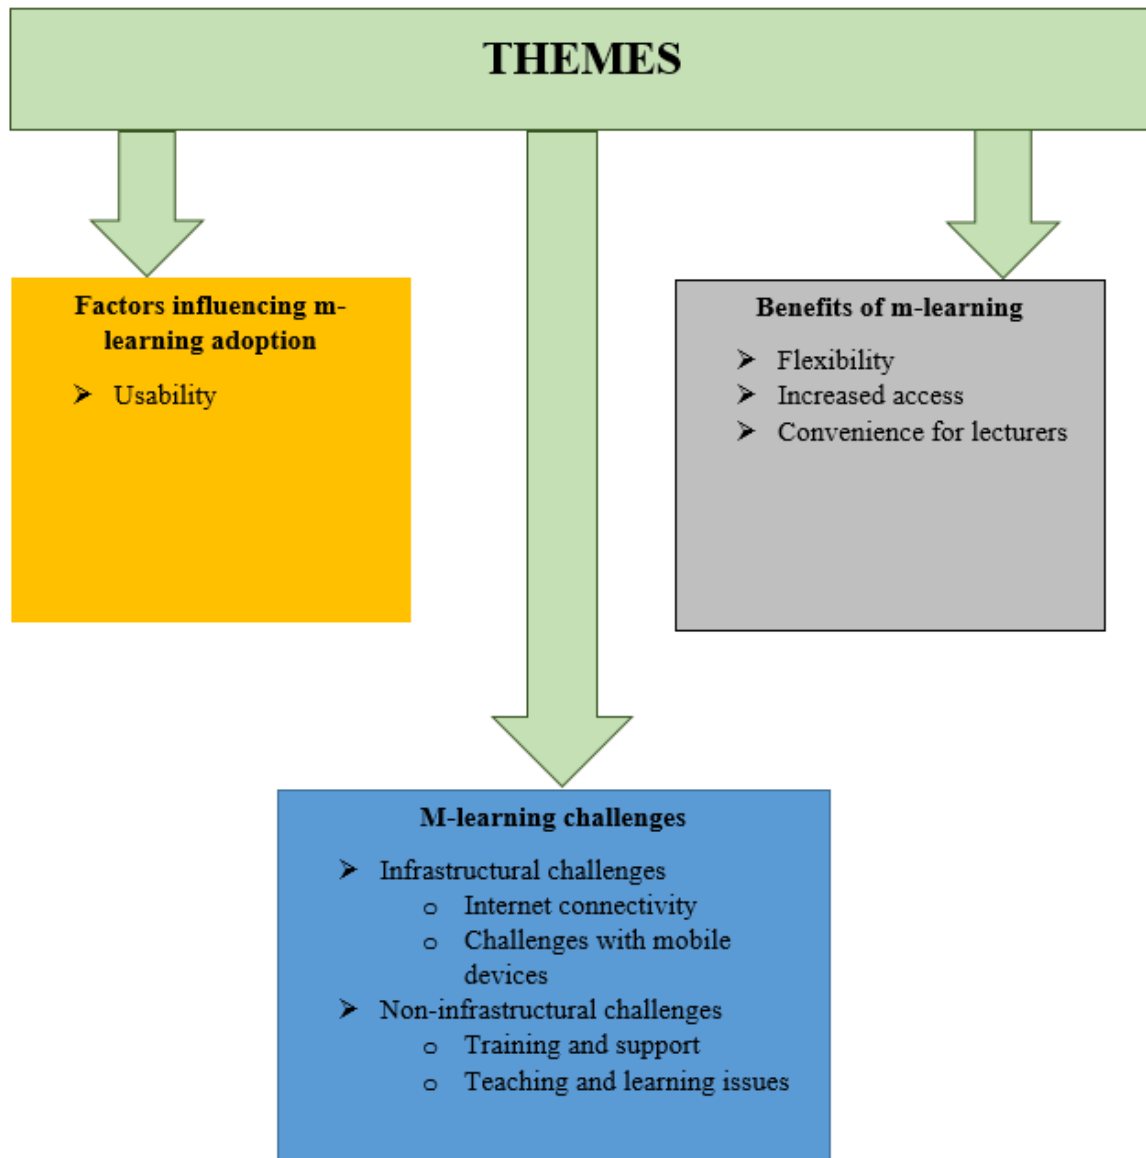 THEMES
Factors influencing m-
learning adoption
➢ Usability
Benefits of m-learning
➢ Flexibility
➢ Increased access
➢ Convenience for lecturers
M-learning challenges
➢ Infrastructural challenges
o Internet connectivity
o Challenges with mobile
devices
➢ Non-infrastructural challenges
o Training and support
o Teaching and learning issues